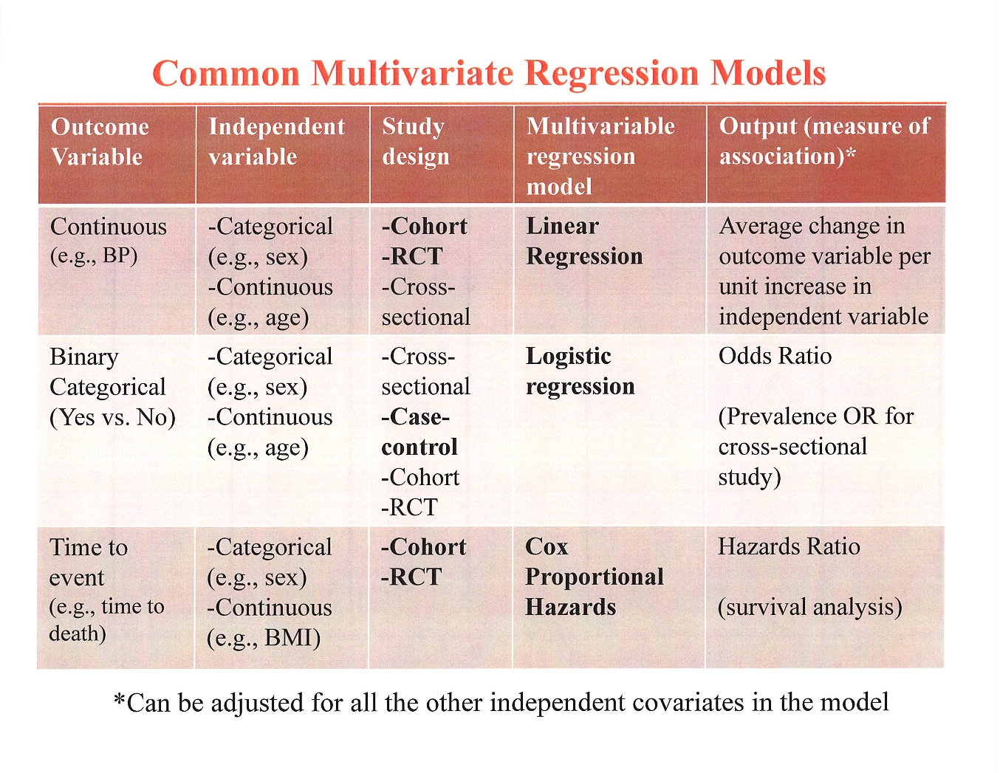 Common Multivariate Regression Models
Outcome
Variable
Independent
variable
Study
design
Multivariable
regression
model
Output (measure of
association)*
Continuous
(e.g., BP)
-Categorical
(e.g., sex)
-Continuous
(e.g., age)
-Cohort
-RCT
-Cross-
sectional
Linear
Regression
Average change in
outcome variable per
unit increase in
independent variable
Binary
Categorical
(Yes vs. No)
-Categorical
(e.g., sex)
-Continuous
(e.g., age)
-Cross-
sectional
-Case-
control
-Cohort
-RCT
Logistic
regression
Odds Ratio
(Prevalence OR for
cross-sectional
study)
Time to
event
(e.g., time to
death)
-Categorical
(e.g., sex)
-Continuous
(e.g., BMI)
-Cohort
-RCT
Cox
Proportional
Hazards
Hazards Ratio
(survival analysis)
*Can be adjusted for all the other independent covariates in the model